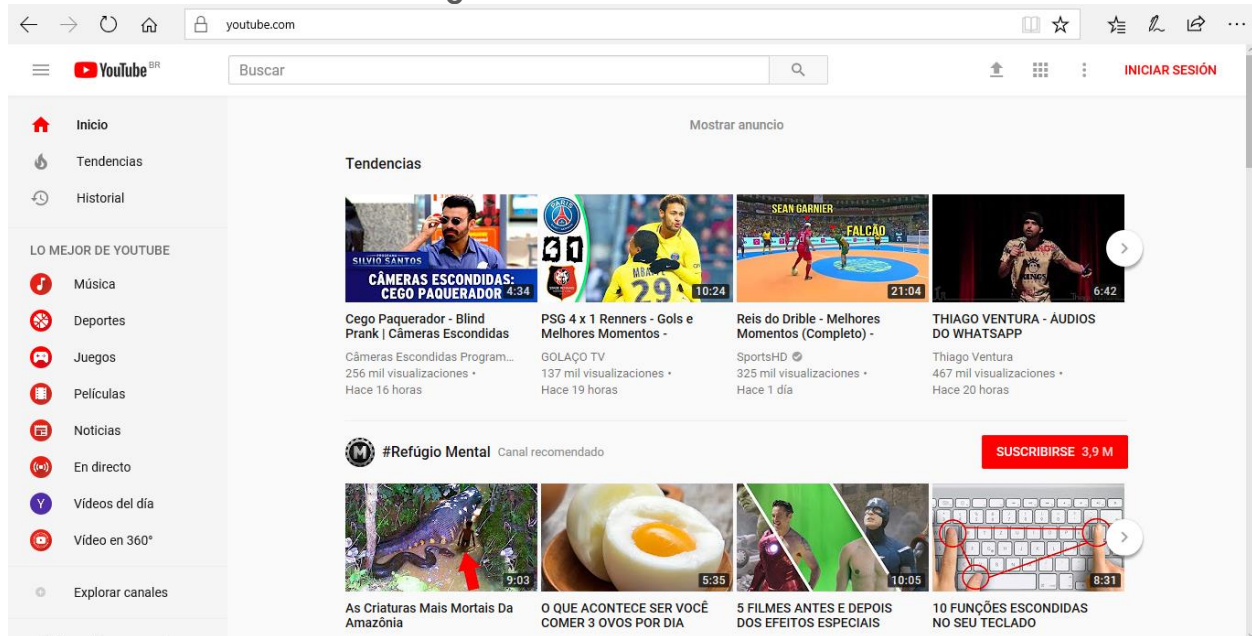 youtube.com
YouTube BR
Buscar
INICIAR SESIÓN
Inicio
Tendencias
Historial
LO MEJOR DE YOUTUBE
Música
Deportes
Juegos
Películas
Noticias
En directo
Vídeos del día
Vídeo en 360°
Explorar canales
Mostrar anuncio
Tendencias
SILVIO SANTOS
CÂMERAS ESCONDIDAS:
CEGO PAQUERADOR
4:34
Cego Paquerador - Blind
Prank | Câmeras Escondidas
Câmeras Escondidas Program...
256 mil visualizaciones •
Hace 16 horas
PARIS
29
10:24
PSG 4 x 1 Renners - Gols e
Melhores Momentos -
GOLAÇO TV
137 mil visualizaciones •
Hace 19 horas
SEAN GARNIER
FALCÃO
21:04
Reis do Drible - Melhores
Momentos (Completo) -
SportsHD
325 mil visualizaciones •
Hace 1 día
6:42
THIAGO VENTURA - ÁUDIOS
DO WHATSAPP
Thiago Ventura
467 mil visualizaciones •
Hace 20 horas
M
#Refúgio Mental Canal recomendado
SUSCRIBIRSE 3,9 M
9:03
As Criaturas Mais Mortais Da
Amazônia
5:35
O QUE ACONTECE SER VOCÊ
COMER 3 OVOS POR DIA
10:05
5 FILMES ANTES E DEPOIS
DOS EFEITOS ESPECIAIS
8:31
10 FUNÇÕES ESCONDIDAS
NO SEU TECLADO